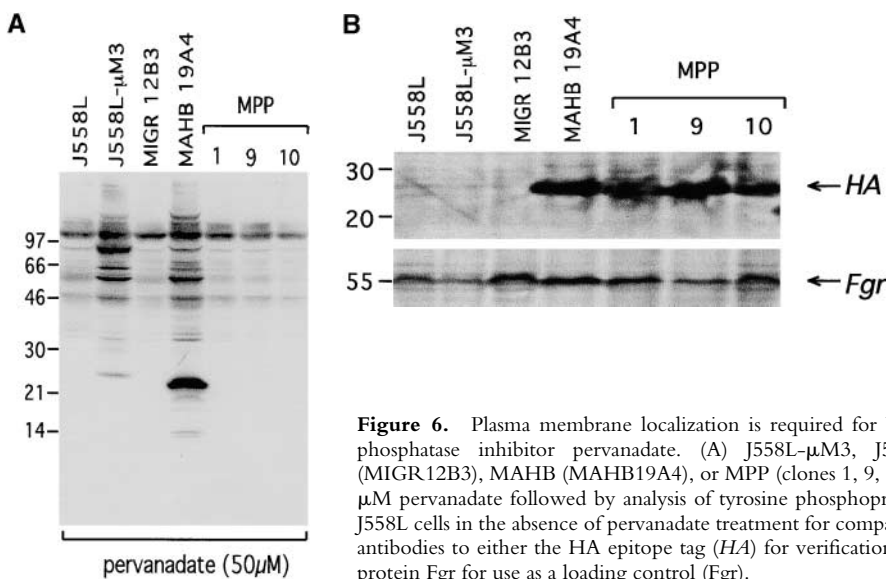 A
J558L
J558L-μM3
MIGR 12B3
MAHB 19A4
MPP
1 9 10
97
66
46
30
21
14
pervanadate (50μM)
B
J558L
J558L-μM3
MIGR 12B3
MAHB 19A4
MPP
1 9 10
30
20
HA
55
Fgr
Figure 6. Plasma membrane localization is required for
phosphatase inhibitor pervanadate. (A) J558L-μM3, J5
(MIGR12B3), MAHB (MAHB19A4), or MPP (clones 1, 9,
μM pervanadate followed by analysis of tyrosine phosphopr
J558L cells in the absence of pervanadate treatment for compa
antibodies to either the HA epitope tag (HA) for verification
protein Fgr for use as a loading control (Fgr).